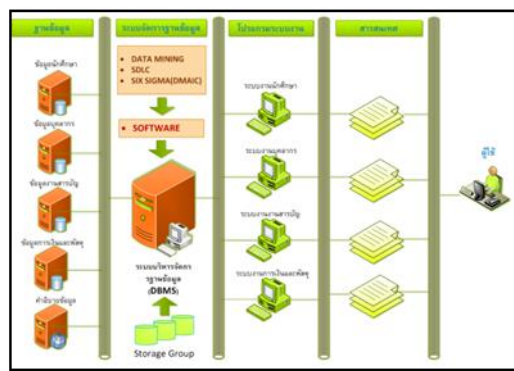 ฐานข้อมูล
ระบบจัดการฐานข้อมูล
โปรแกรมระบบงาน
สารสนเทศ
ข้อมูลนักศึกษา
ข้อมูลบุคลากร
ข้อมูลงานสารบัญ
ข้อมูลการเงินและพัสดุ
คำอธิบายข้อมูล
• DATA MINING
• SDLC
• SIX SIGMA(DMAIC)
• SOFTWARE
ระบบบริหารจัดกา
รฐานข้อมูล
(DBMS)
Storage Group
ระบบงานนักศึกษา
ระบบงานบุคลากร
ระบบงานงานสารบัญ
ระบบงานการเงินและพัสดุ
ผู้ใช้